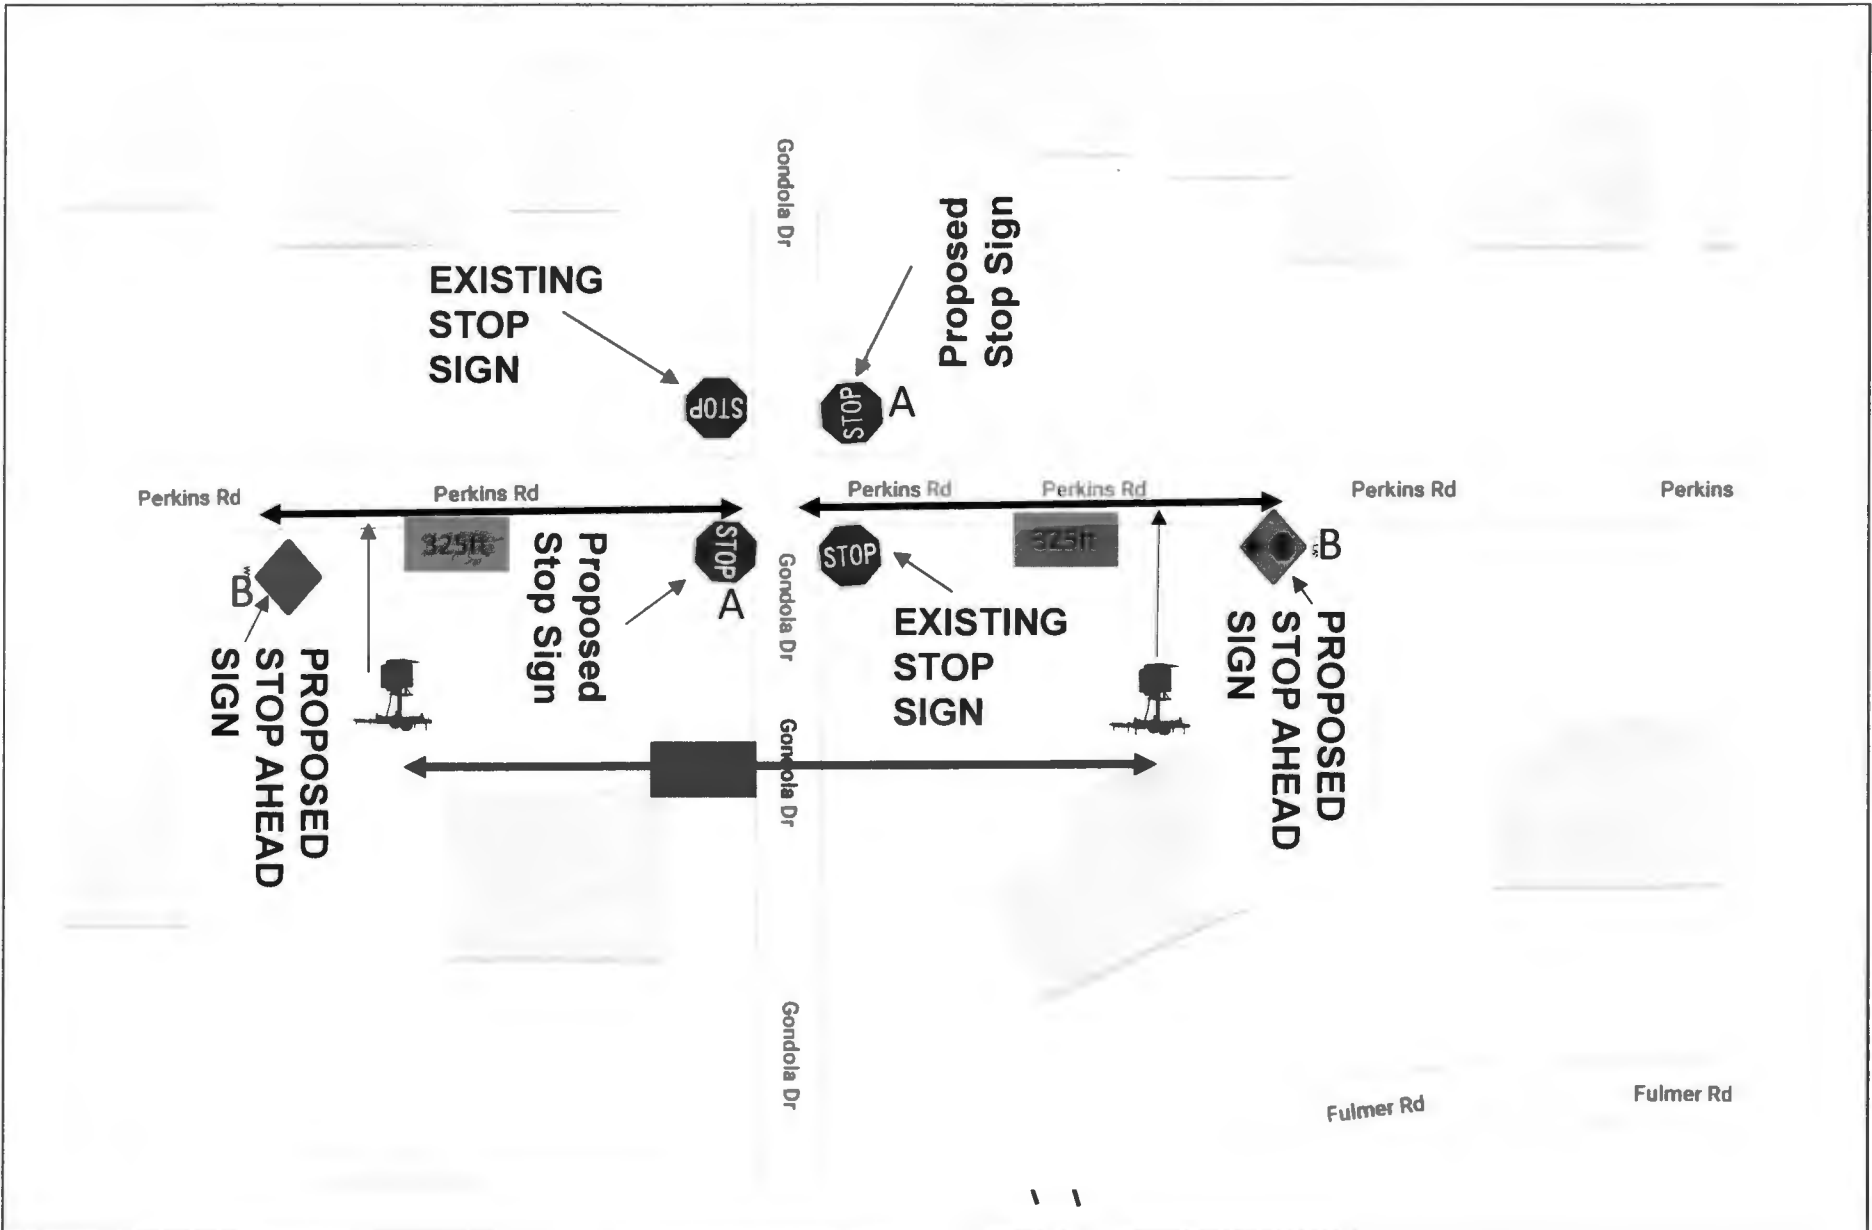 Gondola Dr
Proposed
Stop Sign
EXISTING
STOP
SIGN
STOP
STOP
A
Perkins Rd
Perkins Rd
Perkins Rd
Perkins Rd
Perkins Rd
Perkins
325ft
325ft
STOP
A
STOP
B
B
Proposed
Stop Sign
Gondola Dr
EXISTING
STOP
SIGN
PROPOSED
STOP AHEAD
SIGN
PROPOSED
STOP AHEAD
SIGN
Gondola Dr
Gondola Dr
Fulmer Rd
Fulmer Rd